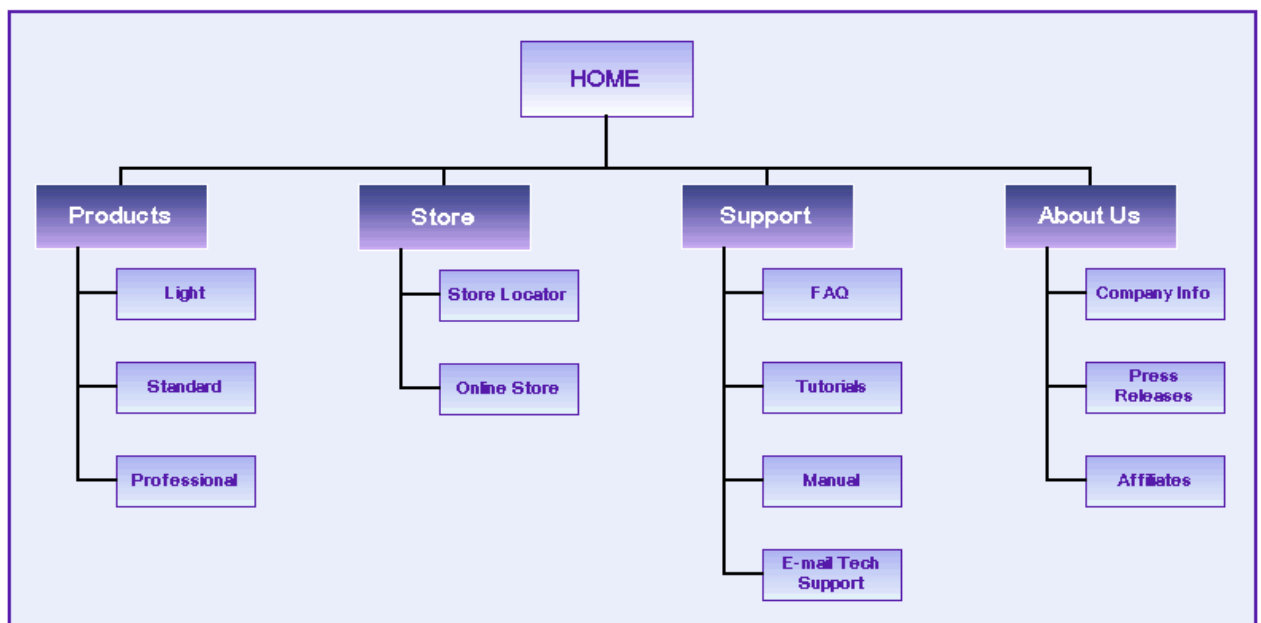 HOME
Products
Store
Support
About Us
Light
Store Locator
FAQ
Company Info
Standard
Online Store
Tutorials
Press
Releases
Professional
Manual
Affiliates
E-mail Tech
Support